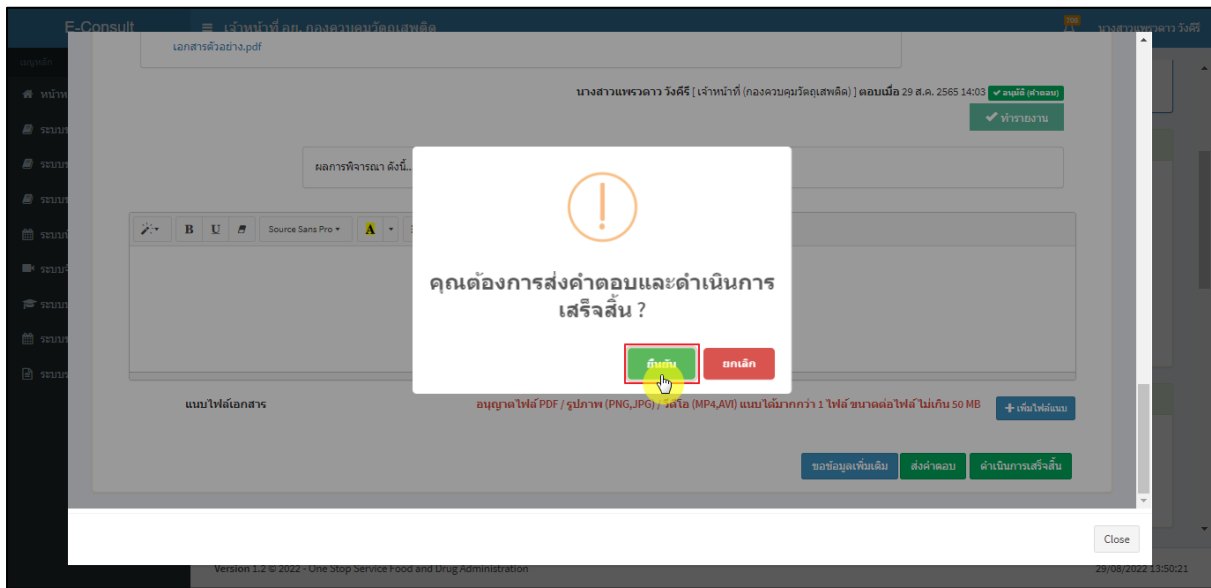 E-Consult
เจ้าหน้าที่ อย. กองควบคุมวัตถุเสพติด
นางสาวแพรวดาว วังคีรี
เมนูหลัก
เอกสารตัวอย่าง.pdf
นางสาวแพรวดาว วังคีรี [ เจ้าหน้าที่ (กองควบคุมวัตถุเสพติด) ] ตอบเมื่อ 29 ส.ค. 2565 14:03 อนุมัติ (คำตอบ)
ทำรายงาน
ผลการพิจารณา ดังนี้..
B U Source Sans Pro A
คุณต้องการส่งคำตอบและดำเนินการ
เสร็จสิ้น ?
ยืนยัน ยกเลิก
แนบไฟล์เอกสาร
อนุญาตไฟล์ PDF / รูปภาพ (PNG,JPG) / วิดีโอ (MP4,AVI) แนบได้มากกว่า 1 ไฟล์ ขนาดต่อไฟล์ ไม่เกิน 50 MB
เพิ่มไฟล์แนบ
ขอข้อมูลเพิ่มเติม ส่งคำตอบ ดำเนินการเสร็จสิ้น
Close
Version 1.2 © 2022 - One Stop Service Food and Drug Administration
29/08/2022 13:50:21